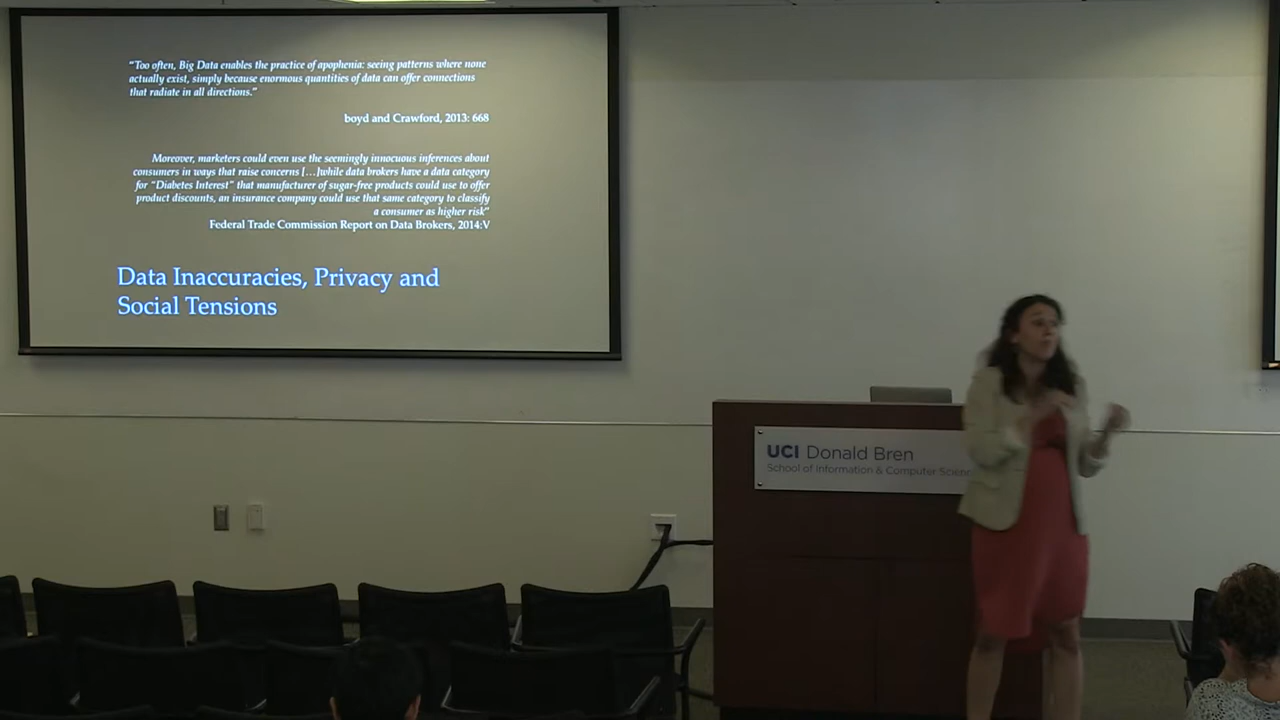 "Too often, Big Data enables the practice of apophenia: seeing patterns where none
actually exist, simply because enormous quantities of data can offer connections
that radiate in all directions."
boyd and Crawford, 2013: 668
Moreover, marketers could even use the seemingly innocuous inferences about
consumers in ways that raise concerns [...]while data brokers have a data category
for "Diabetes Interest" that manufacturer of sugar-free products could use to offer
product discounts, an insurance company could use that same category to classify
a consumer as higher risk"
Federal Trade Commission Report on Data Brokers, 2014:V
Data Inaccuracies, Privacy and
Social Tensions
UCI Donald Bren
School of Information & Computer Scienc